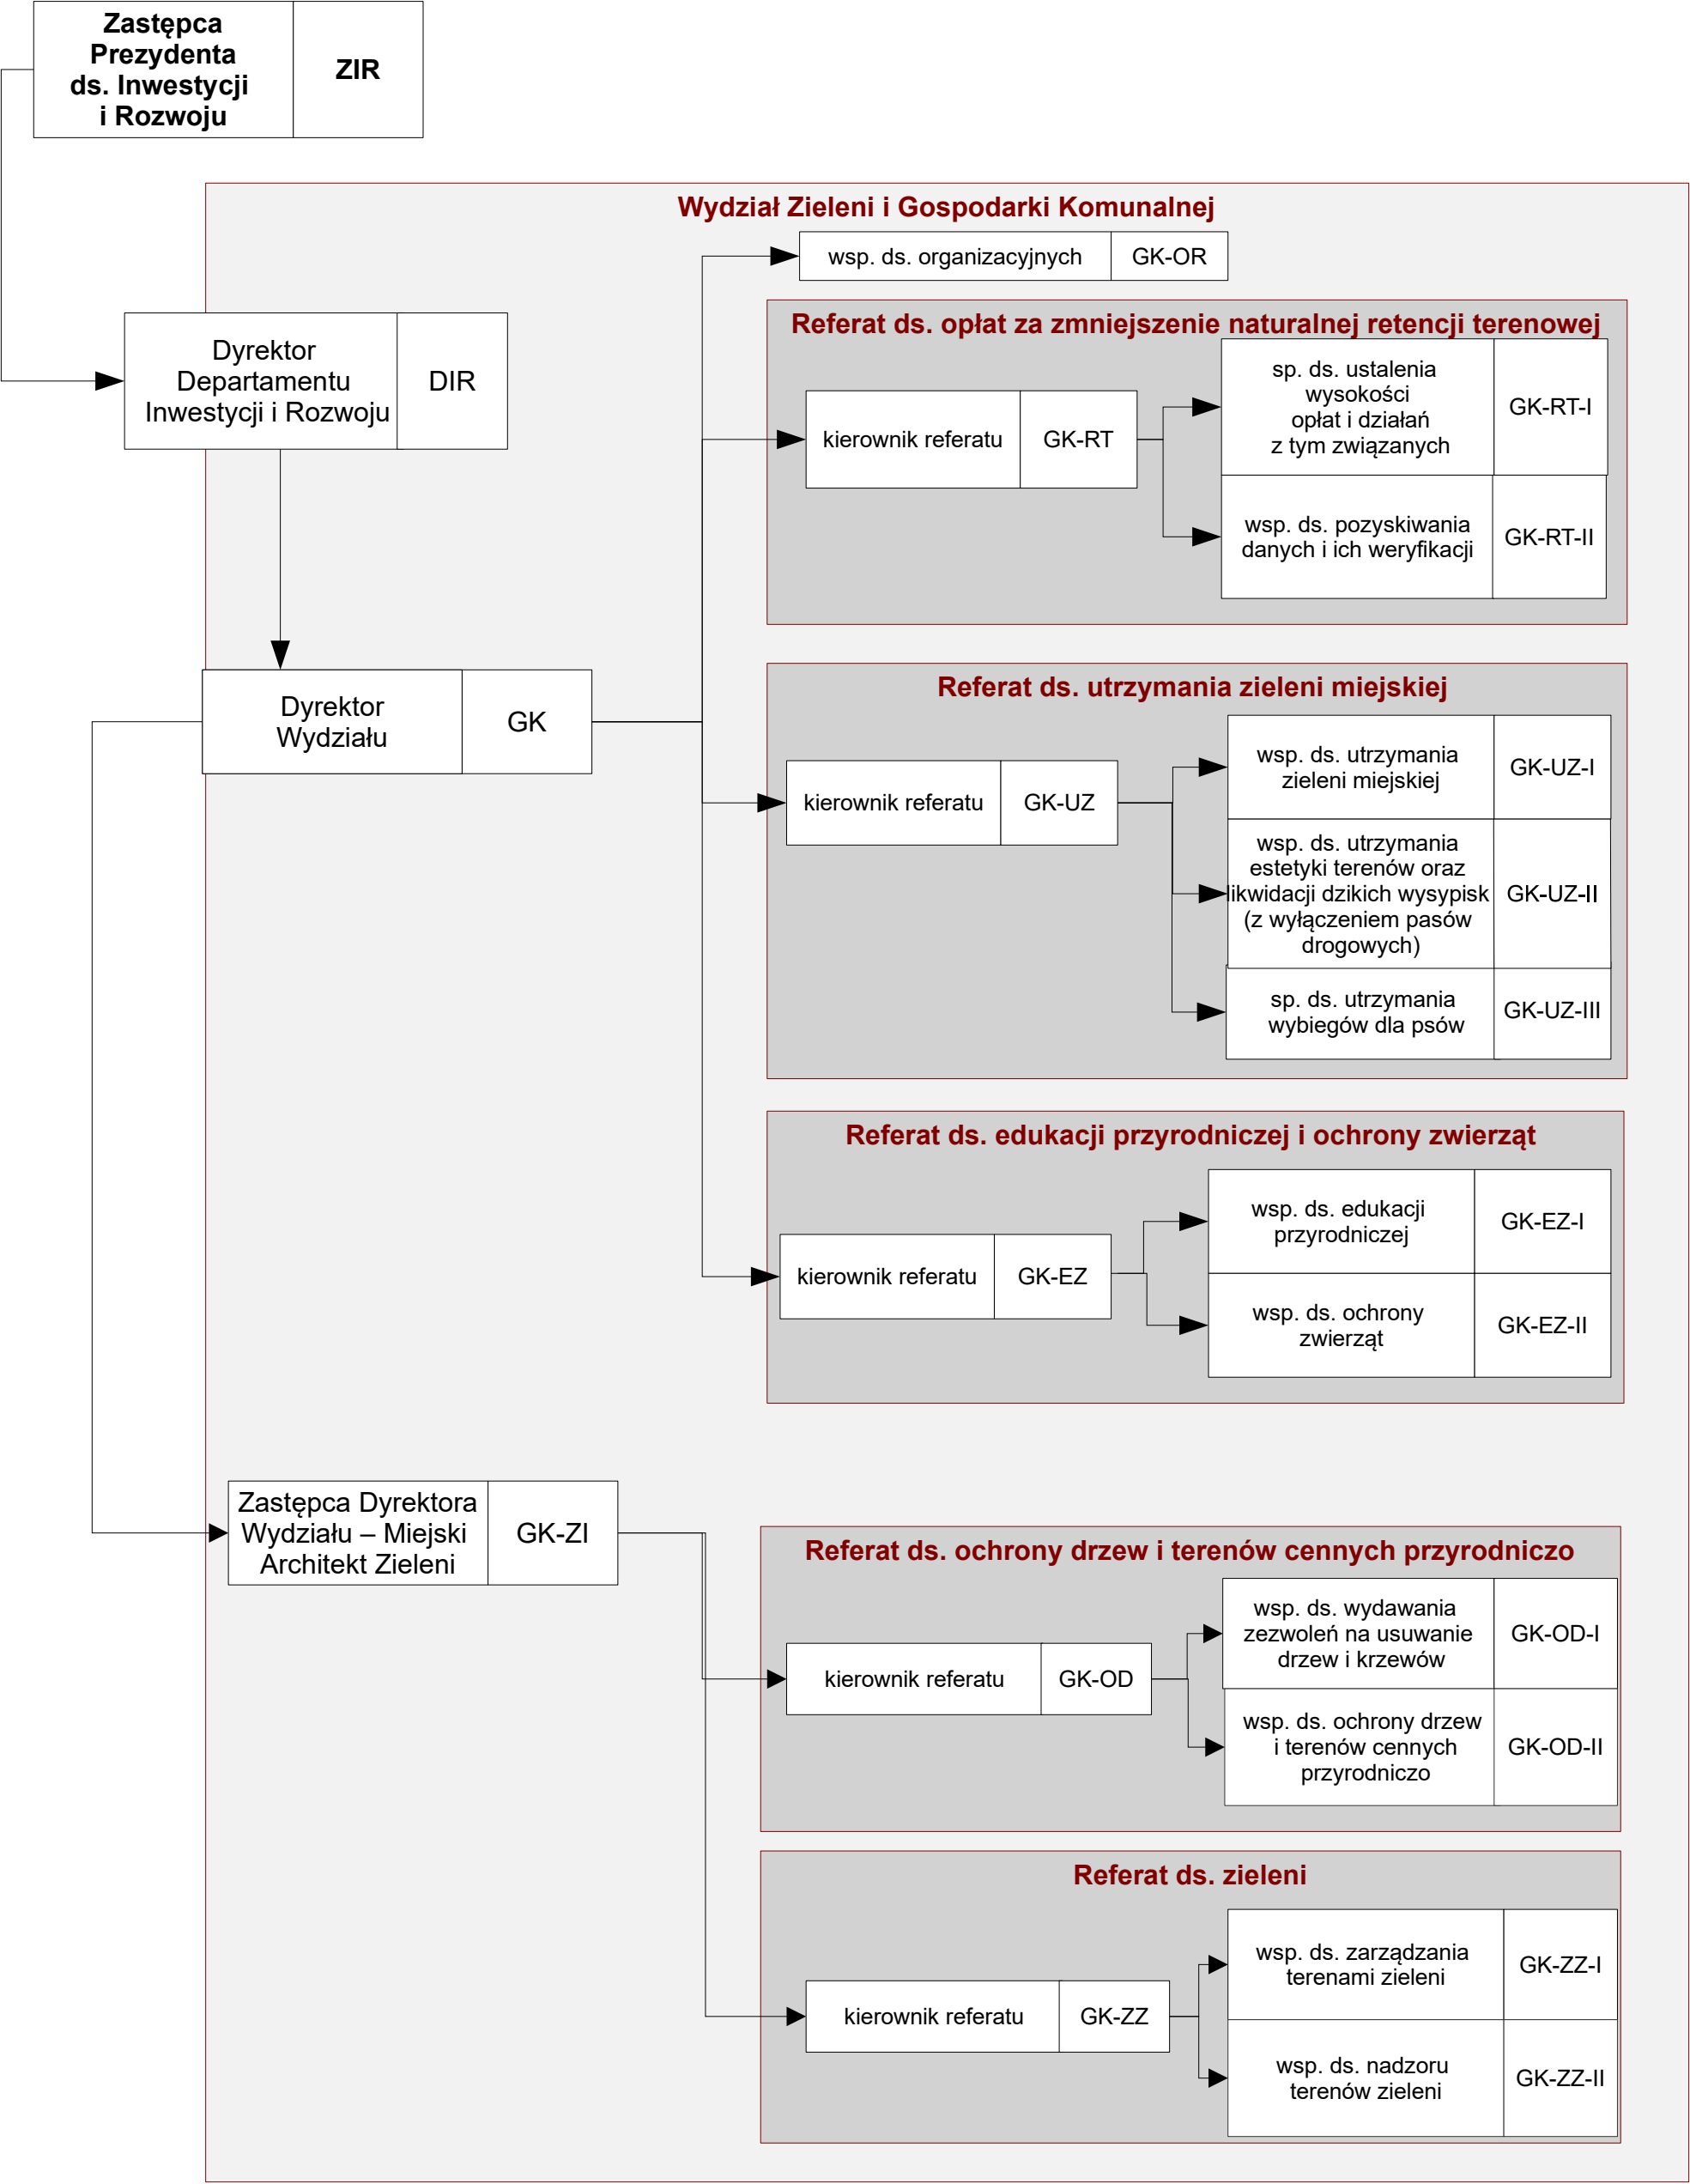 Zastępca
Prezydenta
ds. Inwestycji
i Rozwoju
ZIR
Wydział Zieleni i Gospodarki Komunalnej
wsp. ds. organizacyjnych
GK-OR
Dyrektor
Departamentu
Inwestycji i Rozwoju
DIR
Referat ds. opłat za zmniejszenie naturalnej retencji terenowej
kierownik referatu
GK-RT
sp. ds. ustalenia
wysokości
opłat i działań
z tym związanych
GK-RT-I
wsp. ds. pozyskiwania
danych i ich weryfikacji
GK-RT-II
Dyrektor
Wydziału
GK
Referat ds. utrzymania zieleni miejskiej
kierownik referatu
GK-UZ
wsp. ds. utrzymania
zieleni miejskiej
GK-UZ-I
wsp. ds. utrzymania
estetyki terenów oraz
likwidacji dzikich wysypisk
(z wyłączeniem pasów
drogowych)
GK-UZ-II
sp. ds. utrzymania
wybiegów dla psów
GK-UZ-III
Referat ds. edukacji przyrodniczej i ochrony zwierząt
kierownik referatu
GK-EZ
wsp. ds. edukacji
przyrodniczej
GK-EZ-I
wsp. ds. ochrony
zwierząt
GK-EZ-II
Zastępca Dyrektora
Wydziału – Miejski
Architekt Zieleni
GK-ZI
Referat ds. ochrony drzew i terenów cennych przyrodniczo
kierownik referatu
GK-OD
wsp. ds. wydawania
zezwoleń na usuwanie
drzew i krzewów
GK-OD-I
wsp. ds. ochrony drzew
i terenów cennych
przyrodniczo
GK-OD-II
Referat ds. zieleni
kierownik referatu
GK-ZZ
wsp. ds. zarządzania
terenami zieleni
GK-ZZ-I
wsp. ds. nadzoru
terenów zieleni
GK-ZZ-II